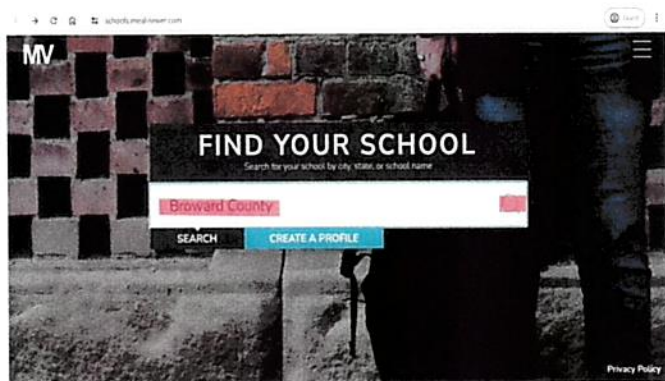 MV
FIND YOUR SCHOOL
Search for your school by city, state, or school name
Broward County
SEARCH
CREATE A PROFILE
Privacy Policy